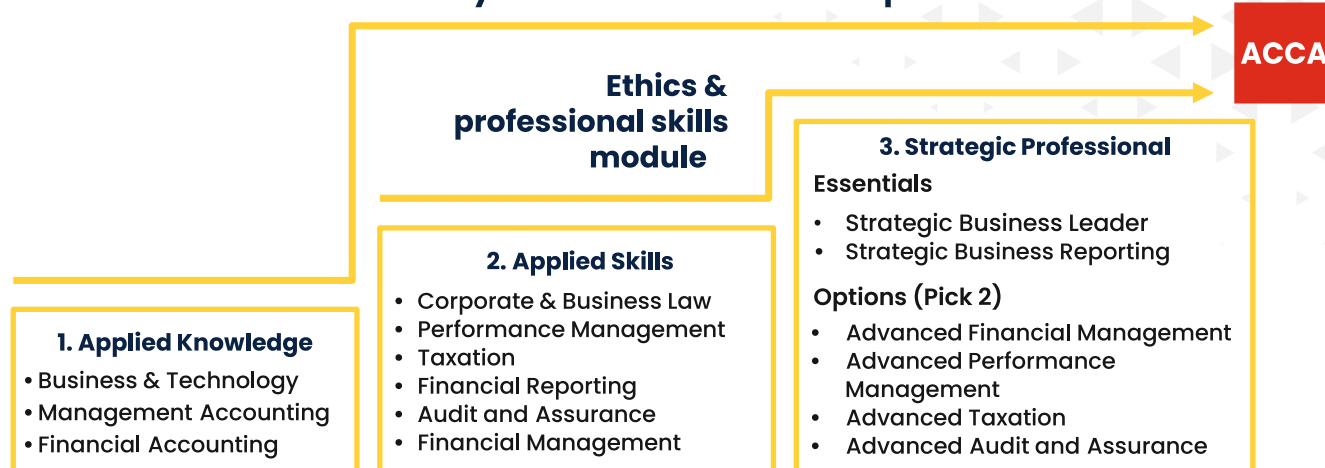 ACCA
Ethics &
professional skills
module
1. Applied Knowledge
• Business & Technology
• Management Accounting
• Financial Accounting
2. Applied Skills
• Corporate & Business Law
• Performance Management
• Taxation
• Financial Reporting
• Audit and Assurance
• Financial Management
3. Strategic Professional
Essentials
• Strategic Business Leader
• Strategic Business Reporting
Options (Pick 2)
• Advanced Financial Management
• Advanced Performance
Management
• Advanced Taxation
• Advanced Audit and Assurance